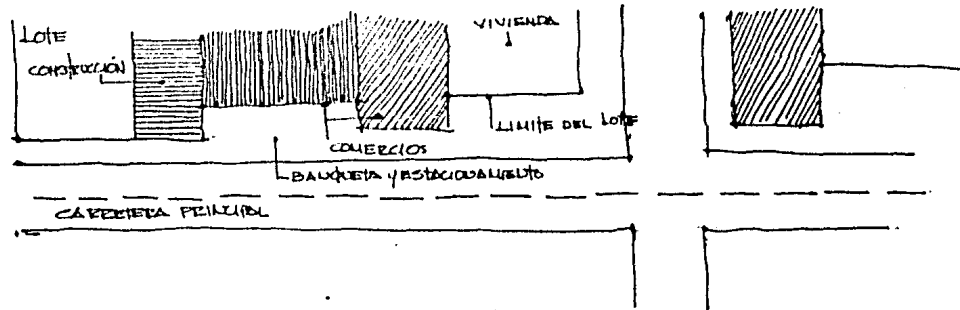 VIVIENDA
LOTE
CONSTRUCCIÓN
LIMITE DEL LOTE
COMERCIOS
BANQUETA Y ESTACIONAMIENTO
CARRETERA PRINCIPAL